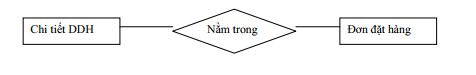 Chi tiết DDH
Nằm trong
Đơn đặt hàng